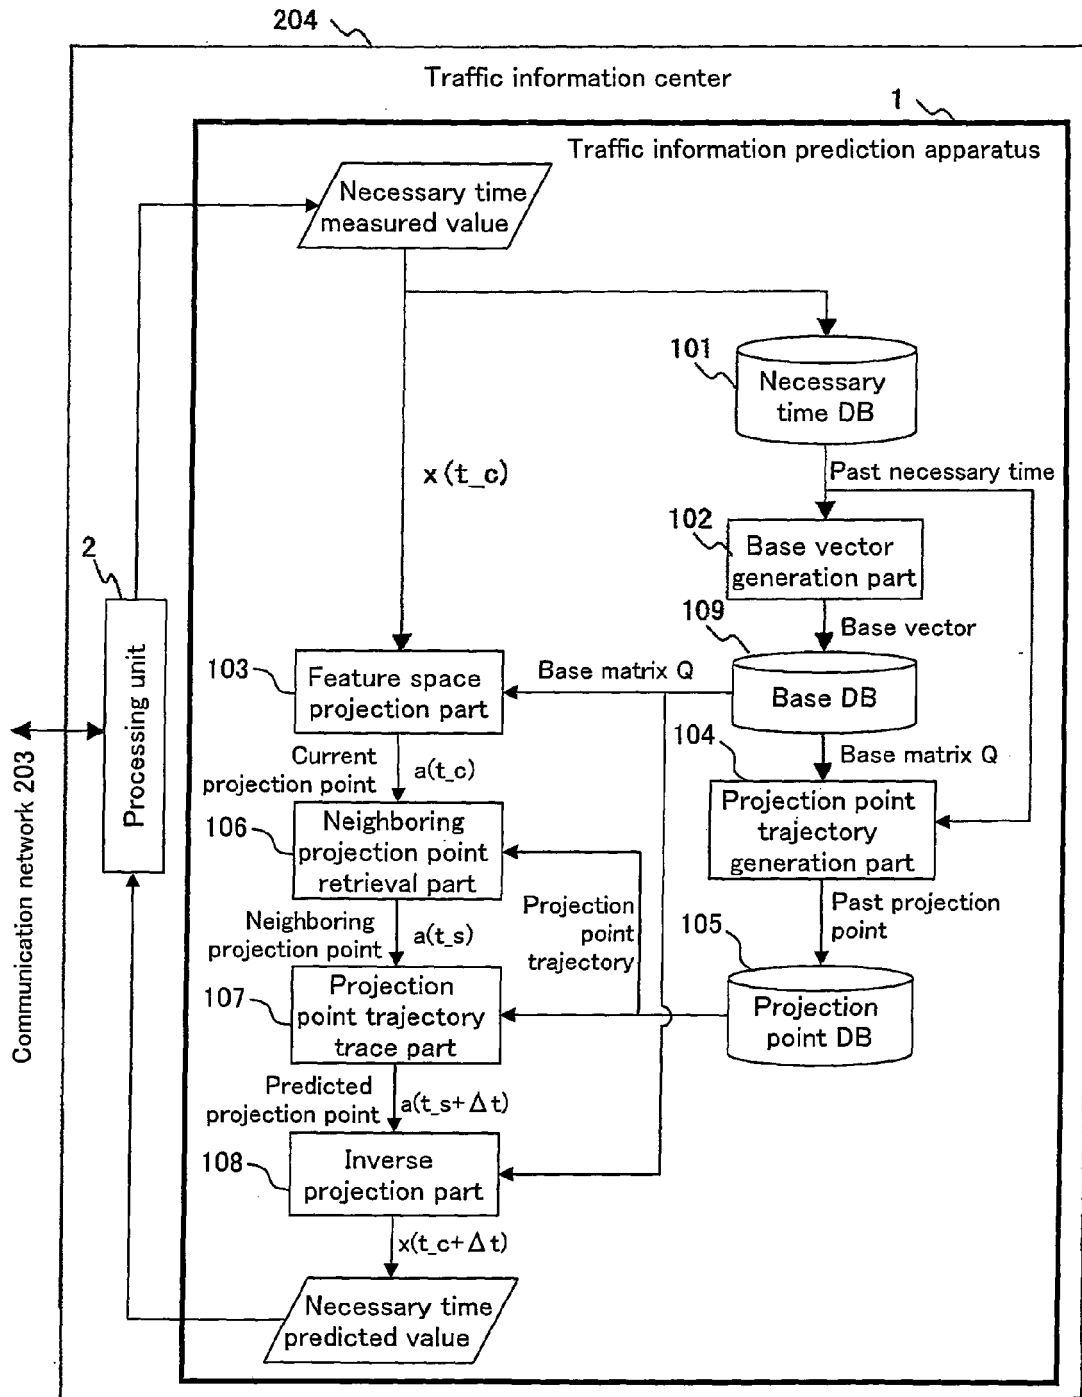 204
Traffic information center
1
Traffic information prediction apparatus
Necessary time
measured value
101
Necessary
time DB
x(t_c)
Past necessary time
102
Base vector
generation part
2
Processing unit
Base vector
109
Base DB
103
Feature space
projection part
Base matrix Q
Communication network 203
Current
projection point
a(t_c)
104
Base matrix Q
Projection point
trajectory
generation part
106
Neighboring
projection point
retrieval part
Projection
point
trajectory
Past projection
point
Neighboring
projection point
a(t_s)
105
Projection
point DB
107
Projection
point trajectory
trace part
Predicted
projection point
a(t_s+Δt)
108
Inverse
projection part
x(t_c+Δt)
Necessary time
predicted value